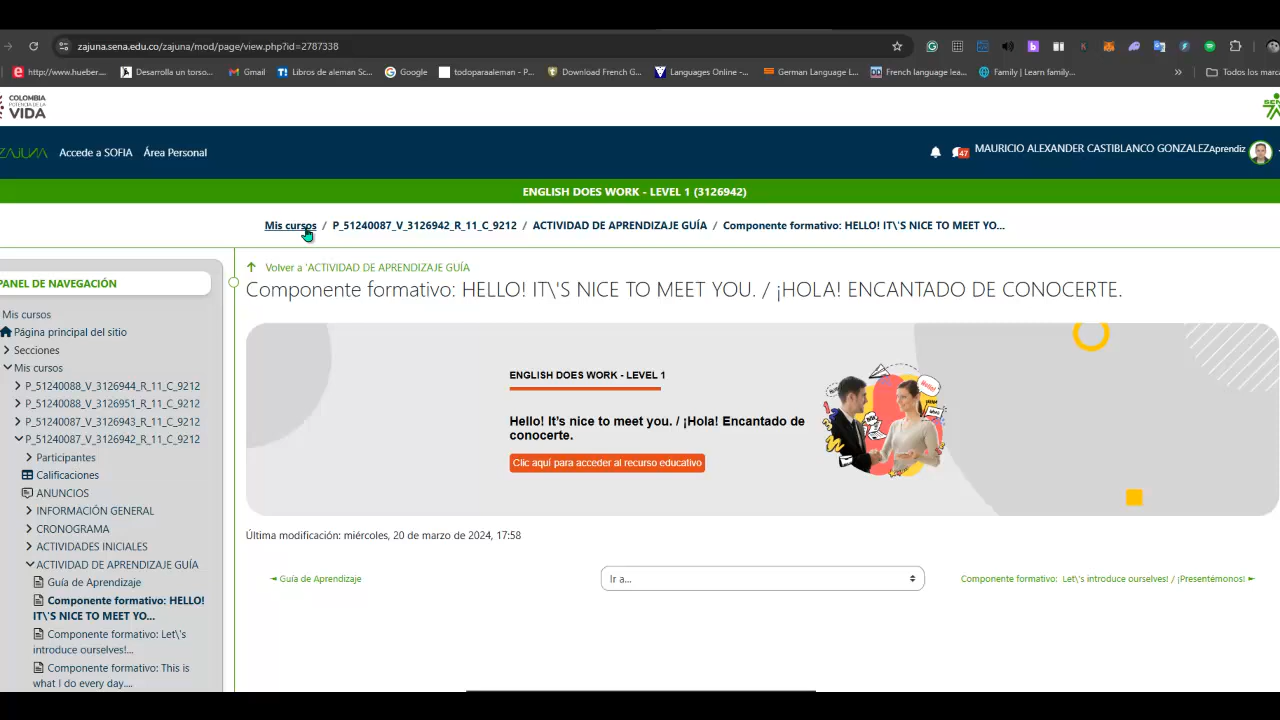 zajuna.sena.edu.co/zajuna/mod/page/view.php?id=2787338
http://www.hueber...
Desarrolla un torso...
Gmail
Libros de aleman Sc...
Google
todoparaaleman - P...
Download French G...
Languages Online -...
German Language L...
French language lea...
Family | Learn family...
»
Todos los marca
COLOMBIA
POTENCIA DE LA
VIDA
SENA
ZAJUNA
Accede a SOFIA
Área Personal
47
MAURICIO ALEXANDER CASTIBLANCO GONZALEZAprendiz
ENGLISH DOES WORK - LEVEL 1 (3126942)
Mis cursos / P_51240087_V_3126942_R_11_C_9212 / ACTIVIDAD DE APRENDIZAJE GUÍA / Componente formativo: HELLO! IT\'S NICE TO MEET YO...
PANEL DE NAVEGACIÓN
Mis cursos
Página principal del sitio
Secciones
Mis cursos
P_51240088_V_3126944_R_11_C_9212
P_51240088_V_3126951_R_11_C_9212
P_51240087_V_3126943_R_11_C_9212
P_51240087_V_3126942_R_11_C_9212
Participantes
Calificaciones
ANUNCIOS
INFORMACIÓN GENERAL
CRONOGRAMA
ACTIVIDADES INICIALES
ACTIVIDAD DE APRENDIZAJE GUÍA
Guía de Aprendizaje
Componente formativo: HELLO!
IT\'S NICE TO MEET YO...
Componente formativo: Let\'s
introduce ourselves!...
Componente formativo: This is
what I do every day....
Volver a 'ACTIVIDAD DE APRENDIZAJE GUÍA
Componente formativo: HELLO! IT\'S NICE TO MEET YOU. / ¡HOLA! ENCANTADO DE CONOCERTE.
ENGLISH DOES WORK - LEVEL 1
Hello! It’s nice to meet you. / ¡Hola! Encantado de
conocerte.
Clic aquí para acceder al recurso educativo
Hello!
Última modificación: miércoles, 20 de marzo de 2024, 17:58
◄ Guía de Aprendizaje
Ir a...
Componente formativo: Let\'s introduce ourselves! / ¡Presentémonos! ►